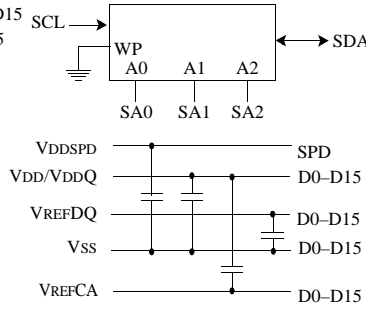 D15
SCL
5
WP
SDA
A0 A1 A2
SA0 SA1 SA2
VDDSPD SPD
VDD/VDDQ D0–D15
VREFDQ D0–D15
VSS D0–D15
VREFCA D0–D15